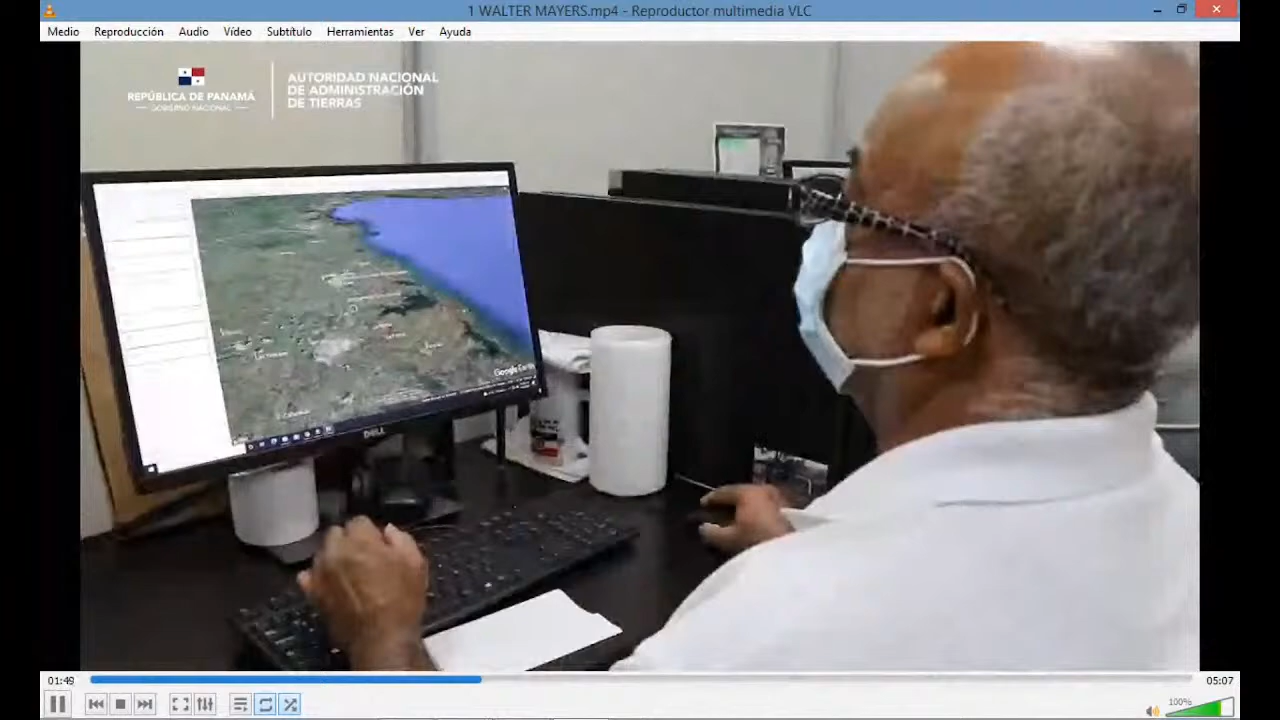 1 WALTER MAYERS.mp4 - Reproductor multimedia VLC
Medio Reproducción Audio Vídeo Subtítulo Herramientas Ver Ayuda
REPÚBLICA DE PANAMÁ
— GOBIERNO NACIONAL —
AUTORIDAD NACIONAL
DE ADMINISTRACIÓN
DE TIERRAS
Google Earth
DELL
01:49
05:07
100%